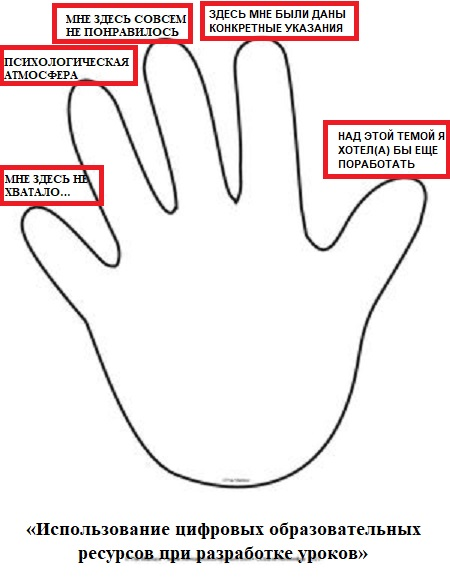 ЗДЕСЬ МНЕ БЫЛИ ДАНЫ
КОНКРЕТНЫЕ УКАЗАНИЯ
МНЕ ЗДЕСЬ СОВСЕМ
НЕ ПОНРАВИЛОСЬ
ПСИХОЛОГИЧЕСКАЯ
АТМОСФЕРА
НАД ЭТОЙ ТЕМОЙ Я
ХОТЕЛ(А) БЫ ЕЩЕ
ПОРАБОТАТЬ
МНЕ ЗДЕСЬ НЕ
ХВАТАЛО...
«Использование цифровых образовательных
ресурсов при разработке уроков»